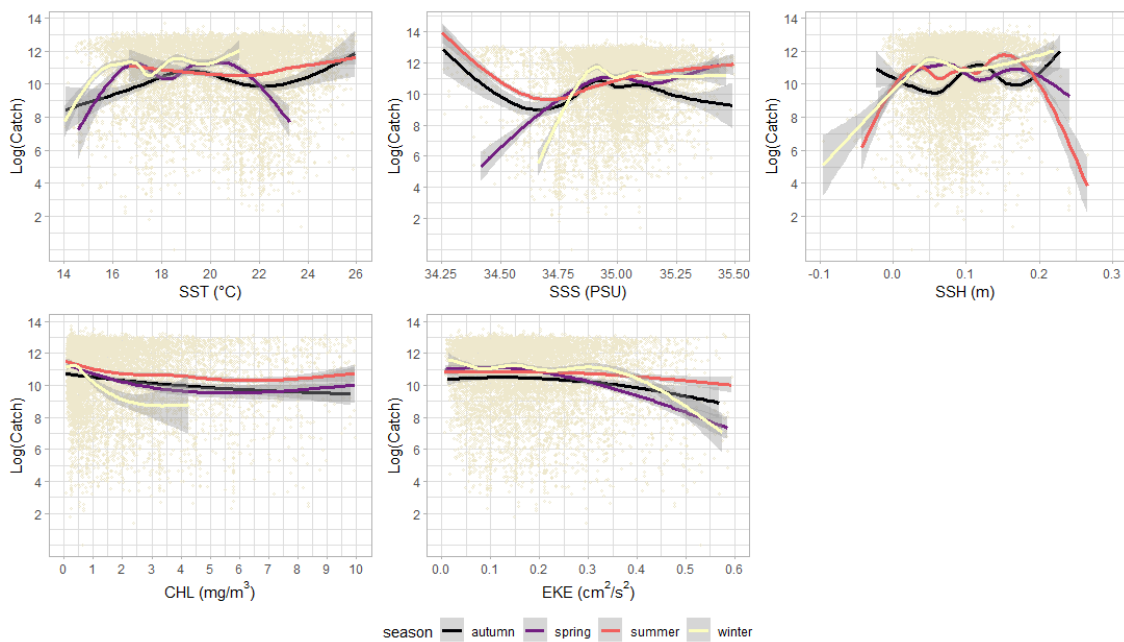 14
12
10
8
6
4
2
Log(Catch)
14 16 18 20 22 24 26
SST (°C)
14
12
10
8
6
4
2
Log(Catch)
34.25 34.50 34.75 35.00 35.25 35.50
SSS (PSU)
14
12
10
8
6
4
2
Log(Catch)
-0.1 0.0 0.1 0.2 0.3
SSH (m)
14
12
10
8
6
4
2
Log(Catch)
0 1 2 3 4 5 6 7 8 9 10
CHL (mg/m³)
14
12
10
8
6
4
2
Log(Catch)
0.0 0.1 0.2 0.3 0.4 0.5 0.6
EKE (cm²/s²)
season autumn spring summer winter